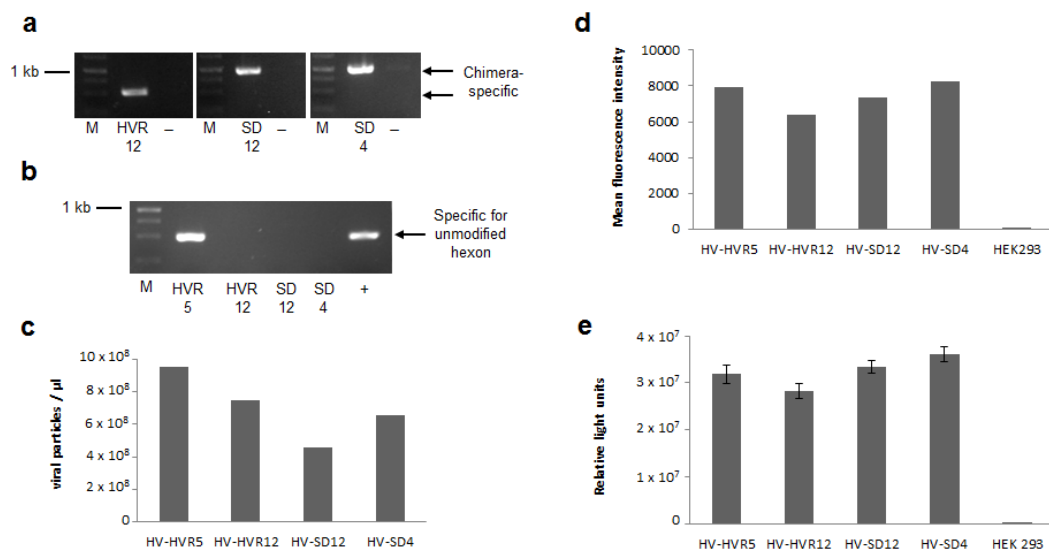 a
1 kb
Chimera-
specific
M HVR – M SD – M SD –
12 12 4
b
1 kb
Specific for
unmodified
hexon
M HVR HVR SD SD +
5 12 12 4
c
viral particles / µl
10 x 10⁸
8 x 10⁸
6 x 10⁸
4 x 10⁸
2 x 10⁸
0
HV-HVR5 HV-HVR12 HV-SD12 HV-SD4
d
Mean fluorescence intensity
10000
8000
6000
4000
2000
0
HV-HVR5 HV-HVR12 HV-SD12 HV-SD4 HEK293
e
Relative light units
4 x 10⁷
3 x 10⁷
2 x 10⁷
1 x 10⁷
0
HV-HVR5 HV-HVR12 HV-SD12 HV-SD4 HEK 293